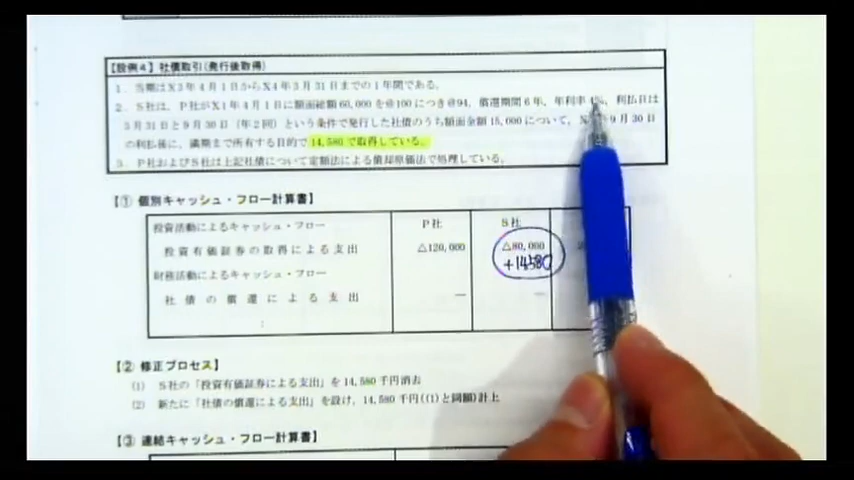 【設例4】社債取引(発行後取得)
1. 当期はX3年4月1日からX4年3月31日までの1年間である。
2. S社は、P社がX1年4月1日に額面総額60,000を@100につき@94、償還期間6年、年利率4%、利払日は
3月31日と9月30日(年2回)という条件で発行した社債のうち額面金額15,000について、X 年9月30日
の利払後に、満期まで所有する目的で14,580で取得している。
3. P社およびS社は上記社債について定額法による償却原価法で処理している。
【① 個別キャッシュ・フロー計算書】
投資活動によるキャッシュ・フロー P社 S社
投資有価証券の取得による支出 △120,000 △80,000
+14580
財務活動によるキャッシュ・フロー
社債の償還による支出 — —
:
【② 修正プロセス】
(1) S社の「投資有価証券による支出」を14,580千円消去
(2) 新たに「社債の償還による支出」を設け、14,580千円((1)と同額)計上
【③ 連結キャッシュ・フロー計算書】